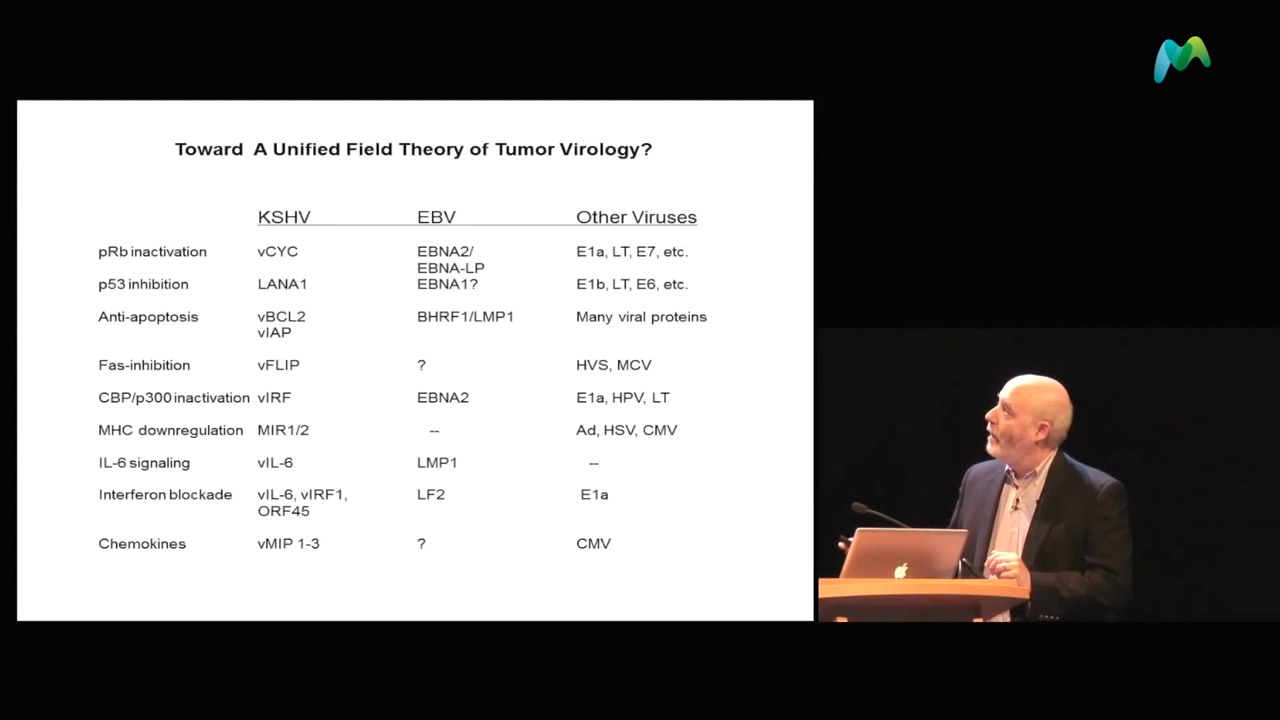 Toward A Unified Field Theory of Tumor Virology?
KSHV EBV Other Viruses
pRb inactivation vCYC EBNA2/ E1a, LT, E7, etc.
EBNA-LP
p53 inhibition LANA1 EBNA1? E1b, LT, E6, etc.
Anti-apoptosis vBCL2 BHRF1/LMP1 Many viral proteins
vIAP
Fas-inhibition vFLIP ? HVS, MCV
CBP/p300 inactivation vIRF EBNA2 E1a, HPV, LT
MHC downregulation MIR1/2 -- Ad, HSV, CMV
IL-6 signaling vIL-6 LMP1 --
Interferon blockade vIL-6, vIRF1, LF2 E1a
ORF45
Chemokines vMIP 1-3 ? CMV